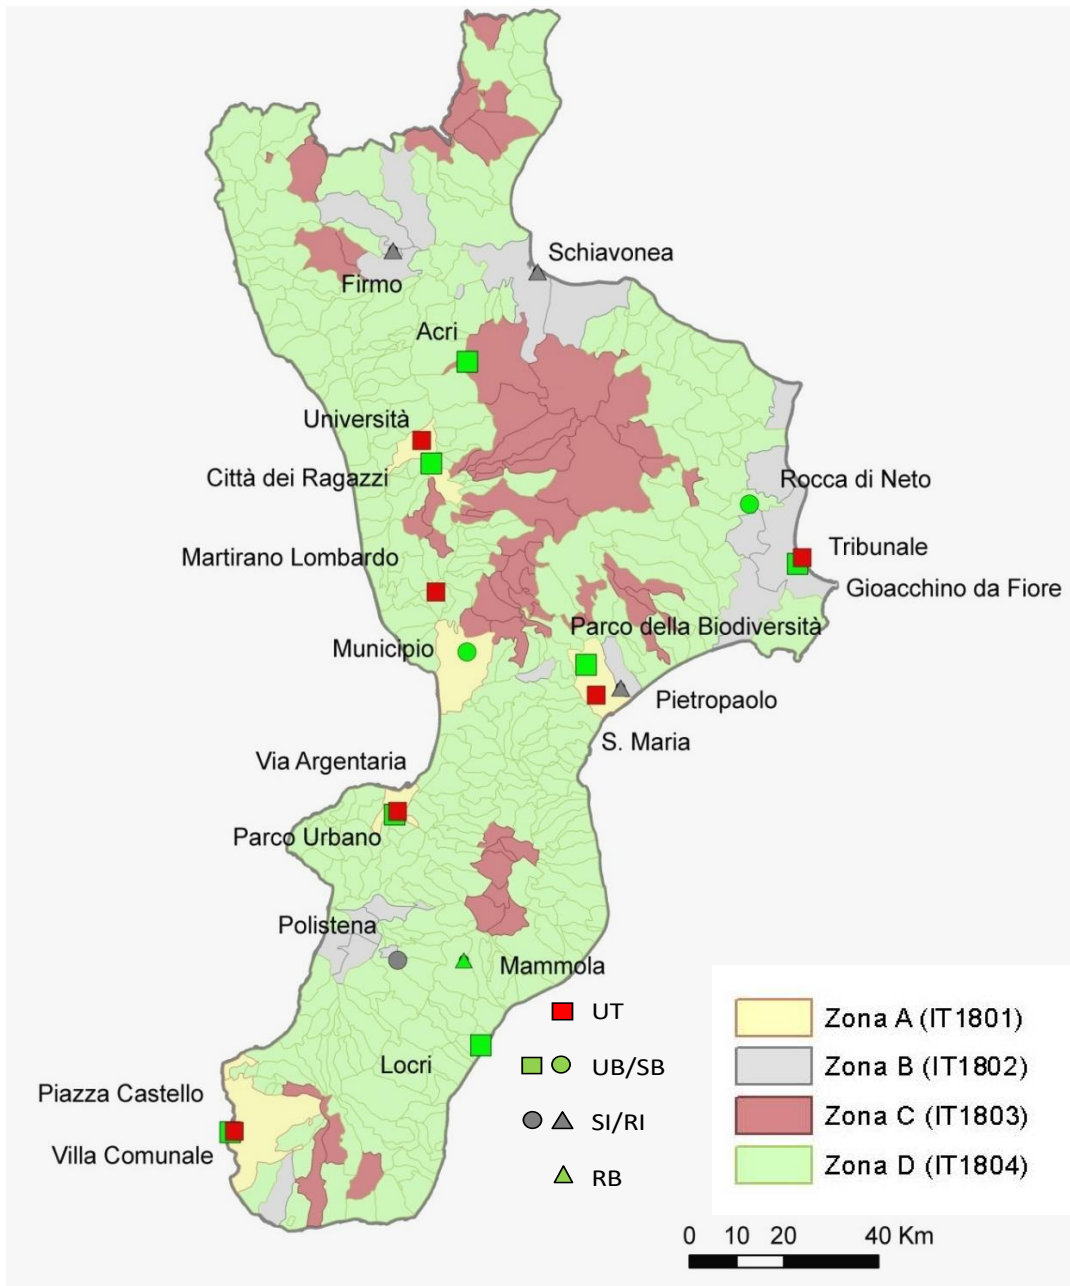 Schiavonea
Firmo
Acri
Università
Città dei Ragazzi
Rocca di Neto
Tribunale
Martirano Lombardo
Gioacchino da Fiore
Parco della Biodiversità
Municipio
Pietropaolo
S. Maria
Via Argentaria
Parco Urbano
Polistena
Mammola
UT
Zona A (IT1801)
Locri
UB/SB
Zona B (IT1802)
Piazza Castello
SI/RI
Zona C (IT1803)
Villa Comunale
RB
Zona D (IT1804)
0 10 20 40 Km